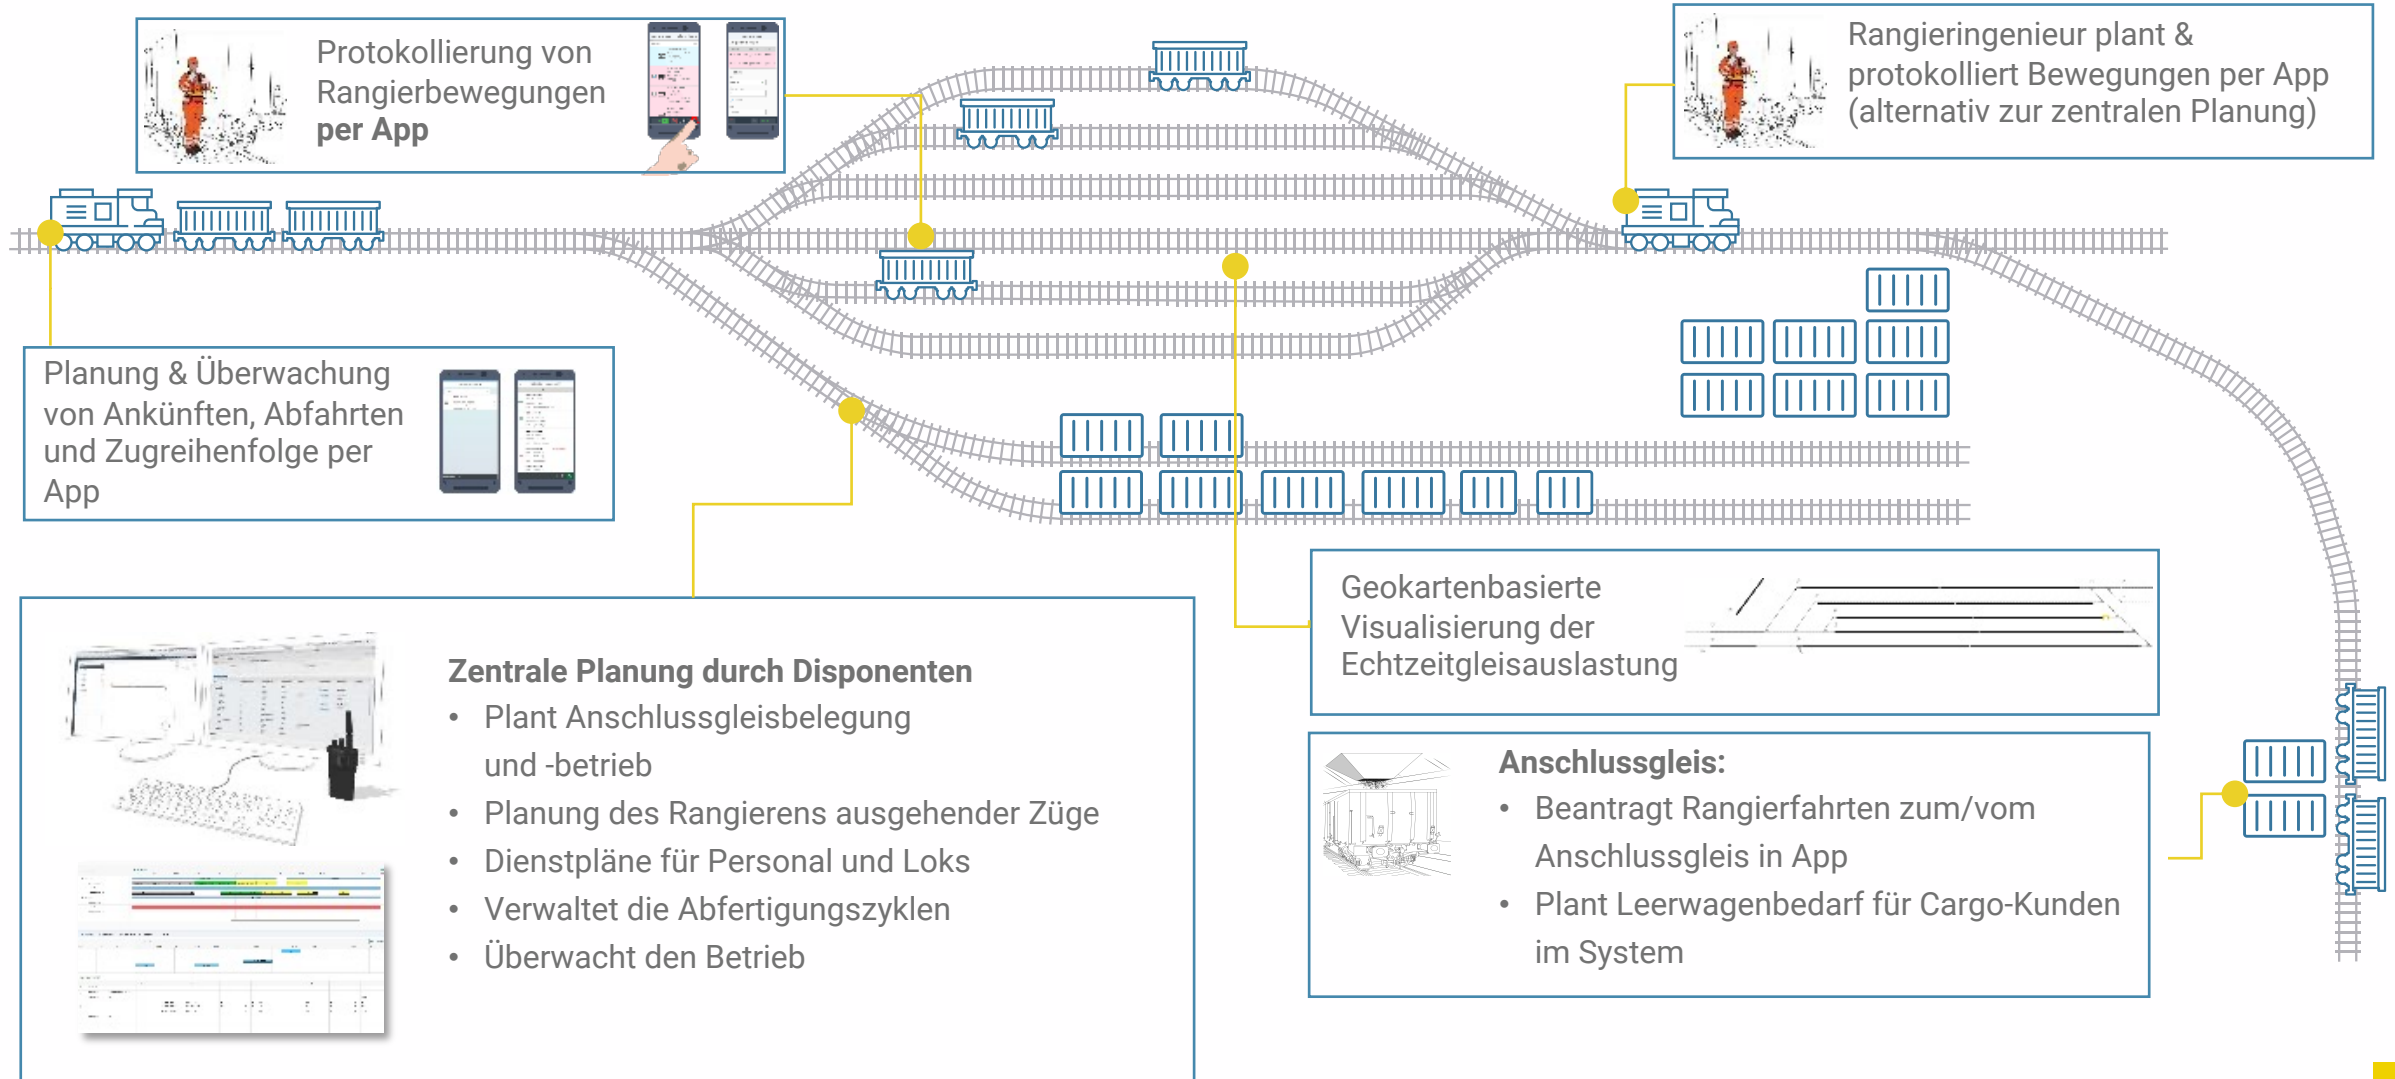 Protokollierung von
Rangierbewegungen
per App
Rangieringenieur plant &
protokolliert Bewegungen per App
(alternativ zur zentralen Planung)
Planung & Überwachung
von Ankünften, Abfahrten
und Zugreihenfolge per
App
Zentrale Planung durch Disponenten
• Plant Anschlussgleisbelegung
und -betrieb
• Planung des Rangierens ausgehender Züge
• Dienstpläne für Personal und Loks
• Verwaltet die Abfertigungszyklen
• Überwacht den Betrieb
Geokartenbasierte
Visualisierung der
Echtzeitgleisauslastung
Anschlussgleis:
• Beantragt Rangierfahrten zum/vom
Anschlussgleis in App
• Plant Leerwagenbedarf für Cargo-Kunden
im System